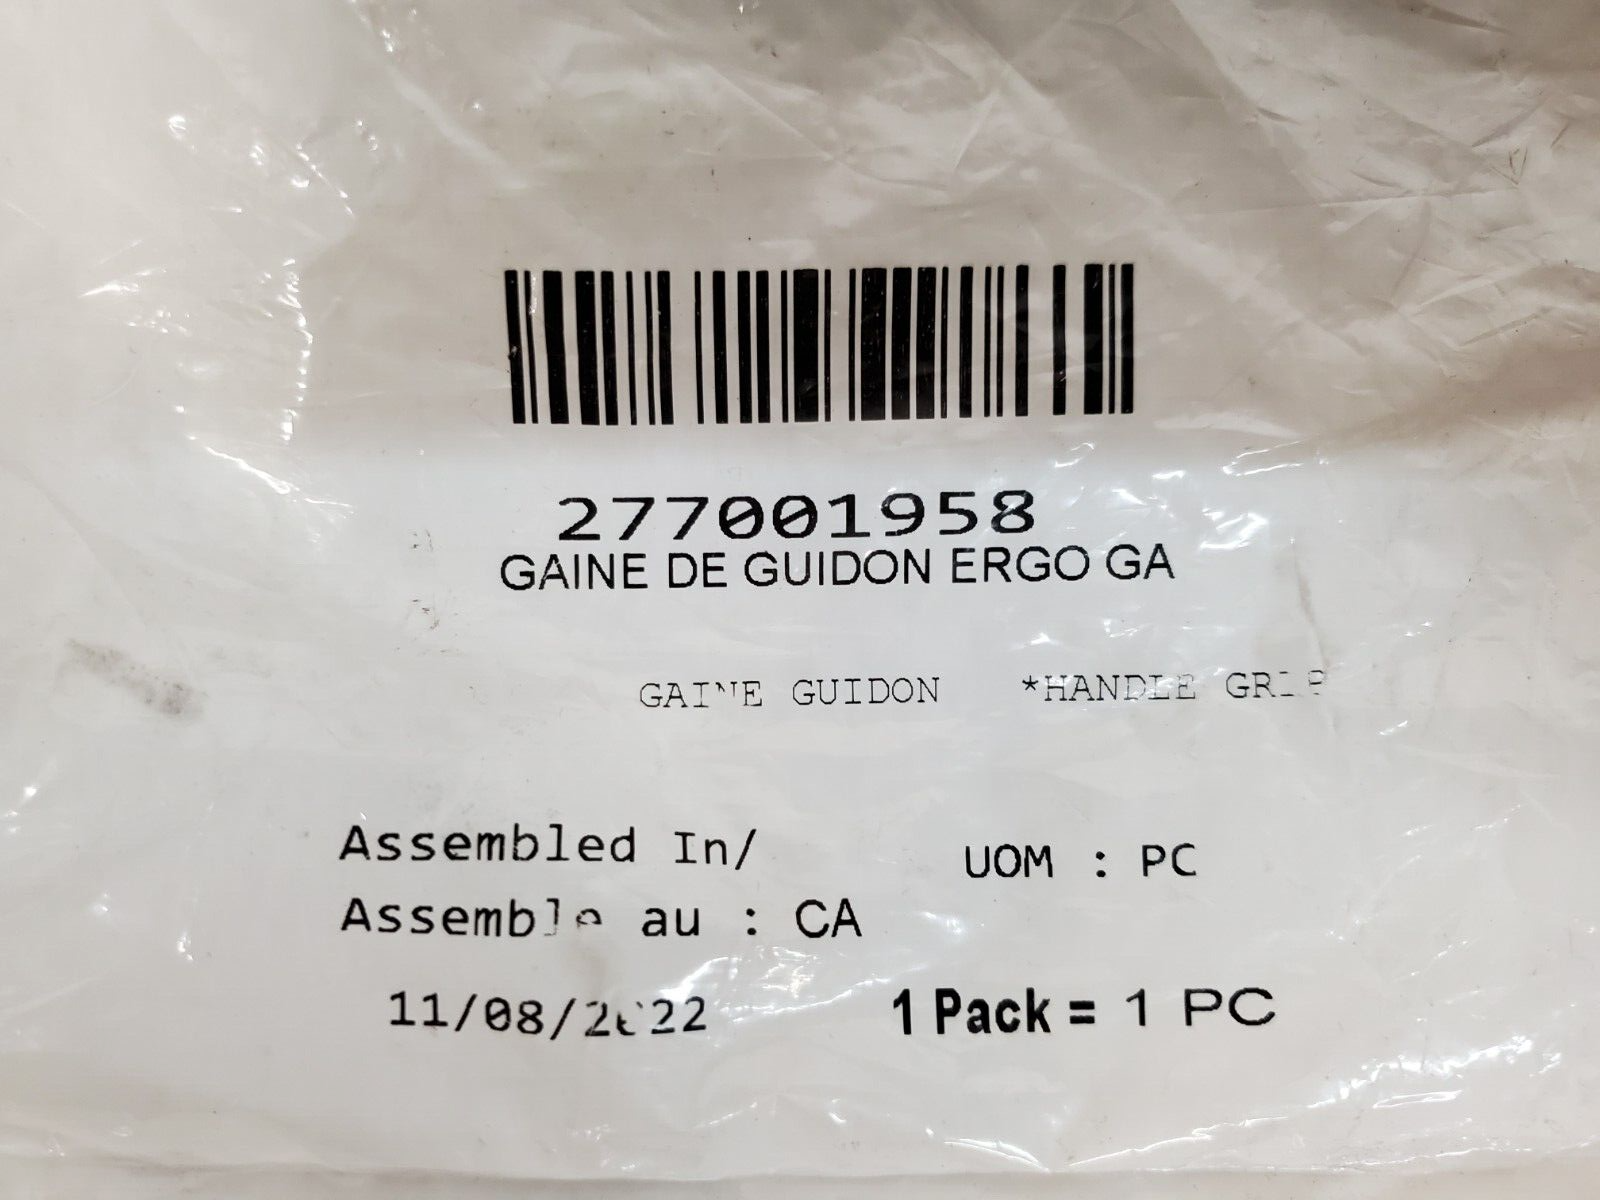 277001958
GAINE DE GUIDON ERGO GA
GAINE GUIDON *HANDLE GRIP
Assembled In/
Assemble au : CA
UOM : PC
11/08/2022
1 Pack = 1 PC